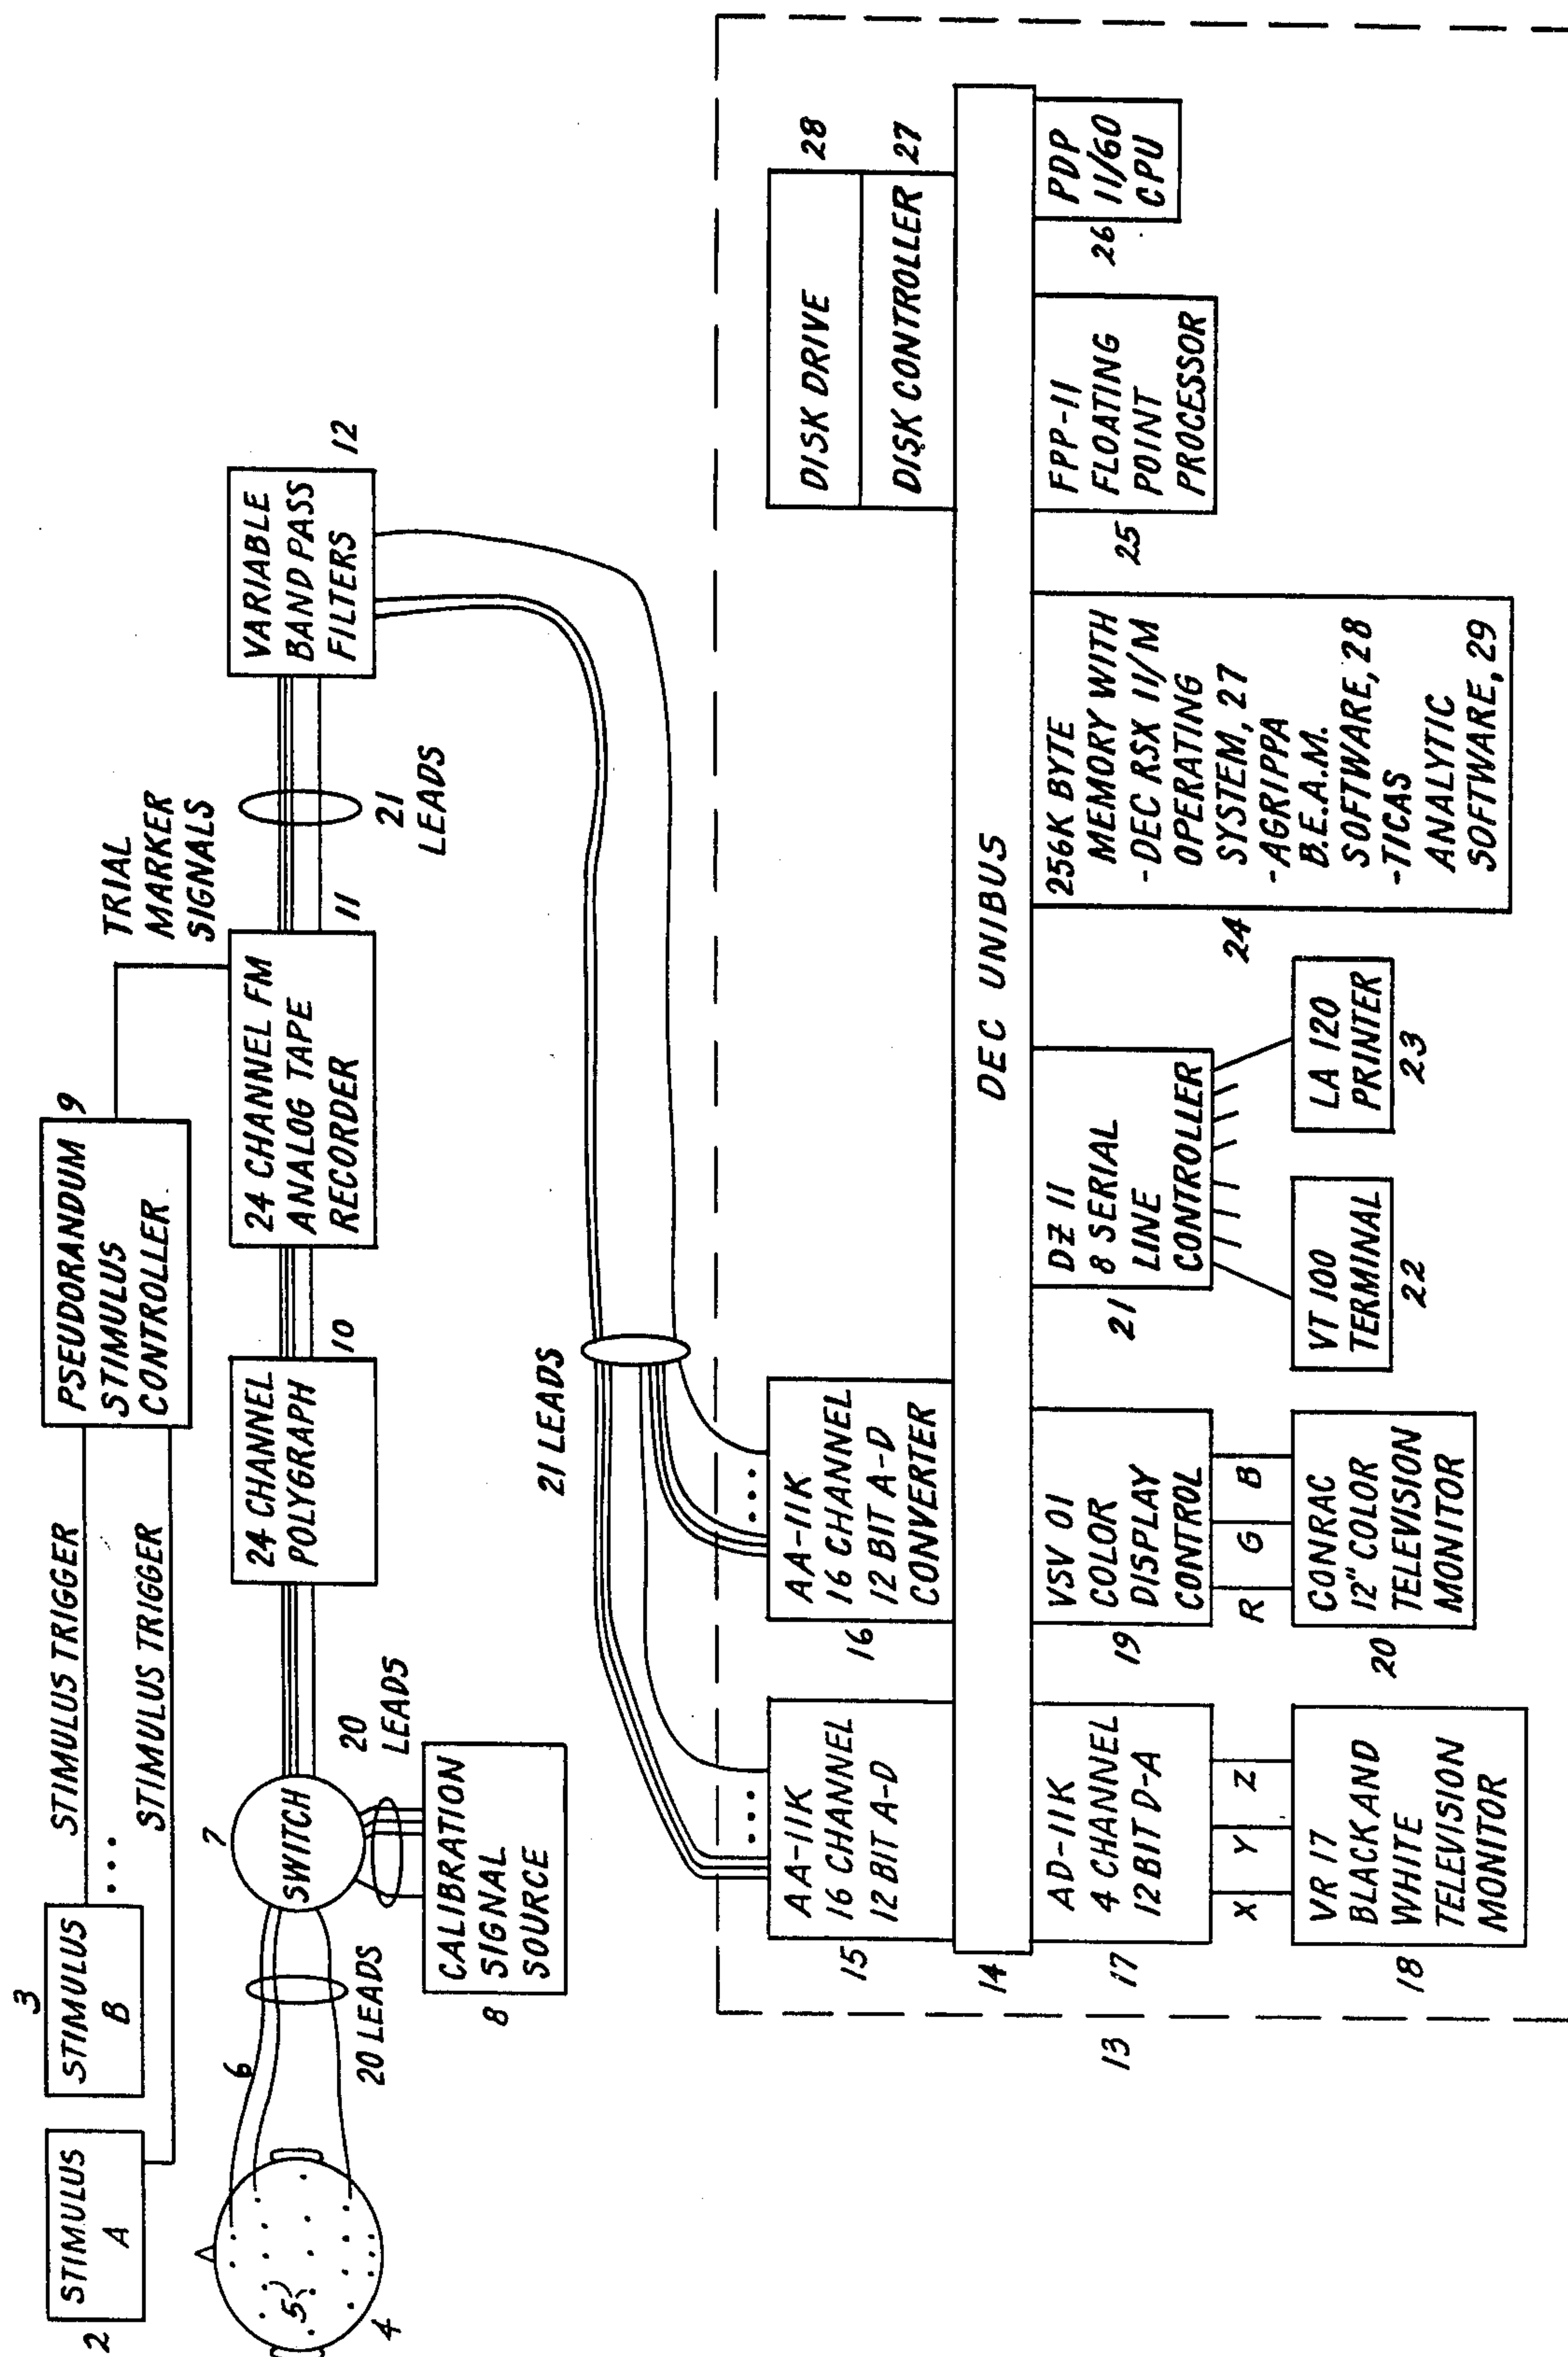 2
STIMULUS
A
3
STIMULUS
B
STIMULUS TRIGGER
...
STIMULUS TRIGGER
PSEUDORANDUM
STIMULUS
CONTROLLER
9
4
5
6
20 LEADS
7
SWITCH
20
LEADS
CALIBRATION
SIGNAL
SOURCE
8
24 CHANNEL
POLYGRAPH
10
24 CHANNEL FM
ANALOG TAPE
RECORDER
11
TRIAL
MARKER
SIGNALS
21
LEADS
VARIABLE
BAND PASS
FILTERS
12
21 LEADS
13
AA-11K
16 CHANNEL
12 BIT A-D
15
...
AA-11K
16 CHANNEL
12 BIT A-D
CONVERTER
16
...
DISK DRIVE
28
DISK CONTROLLER
27
14
DEC UNIBUS
17
AD-11K
4 CHANNEL
12 BIT D-A
X Y Z
18
VR 17
BLACK AND
WHITE
TELEVISION
MONITOR
19
VSV 01
COLOR
DISPLAY
CONTROL
R G B
20
CONRAC
12" COLOR
TELEVISION
MONITOR
21
DZ 11
8 SERIAL
LINE
CONTROLLER
VT 100
TERMINAL
22
LA 120
PRINTER
23
24
256K BYTE
MEMORY WITH
-DEC RSX 11/M
OPERATING
SYSTEM, 27
-AGRIPPA
B.E.A.M.
SOFTWARE, 28
-TICAS
ANALYTIC
SOFTWARE, 29
25
FPP-11
FLOATING
POINT
PROCESSOR
26
PDP
11/60
CPU